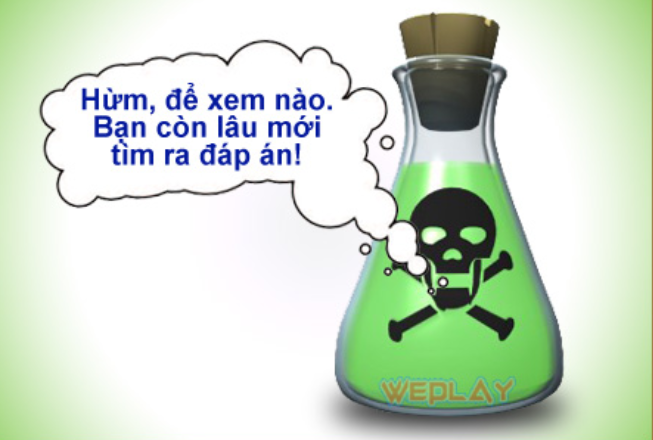 Hừm, để xem nào.
Bạn còn lâu mới
tìm ra đáp án!
WEPLAY